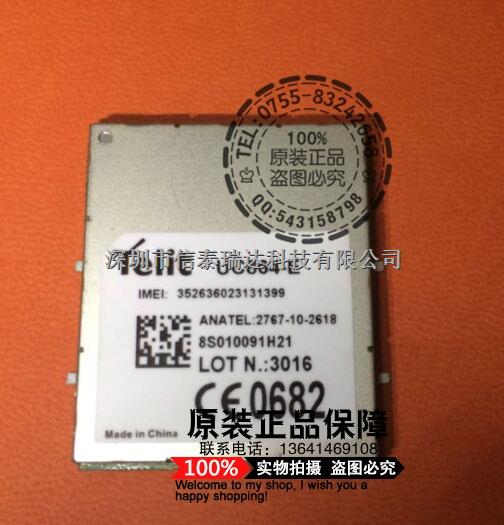 TEL:0755-83242658
100%
原装正品
盗图必究
QQ:543158798
Telit UC864-E
深圳市信泰瑞达科技有限公司
IMEI: 352636023131399
ANATEL:2767-10-2618
8S010091H21
LOT N.:3016
CE0682
Made in China
原装正品保障
联系电话：13641469108
100% 实物拍摄 盗图必究
Welcome to my shop, I wish you a
happy shopping!